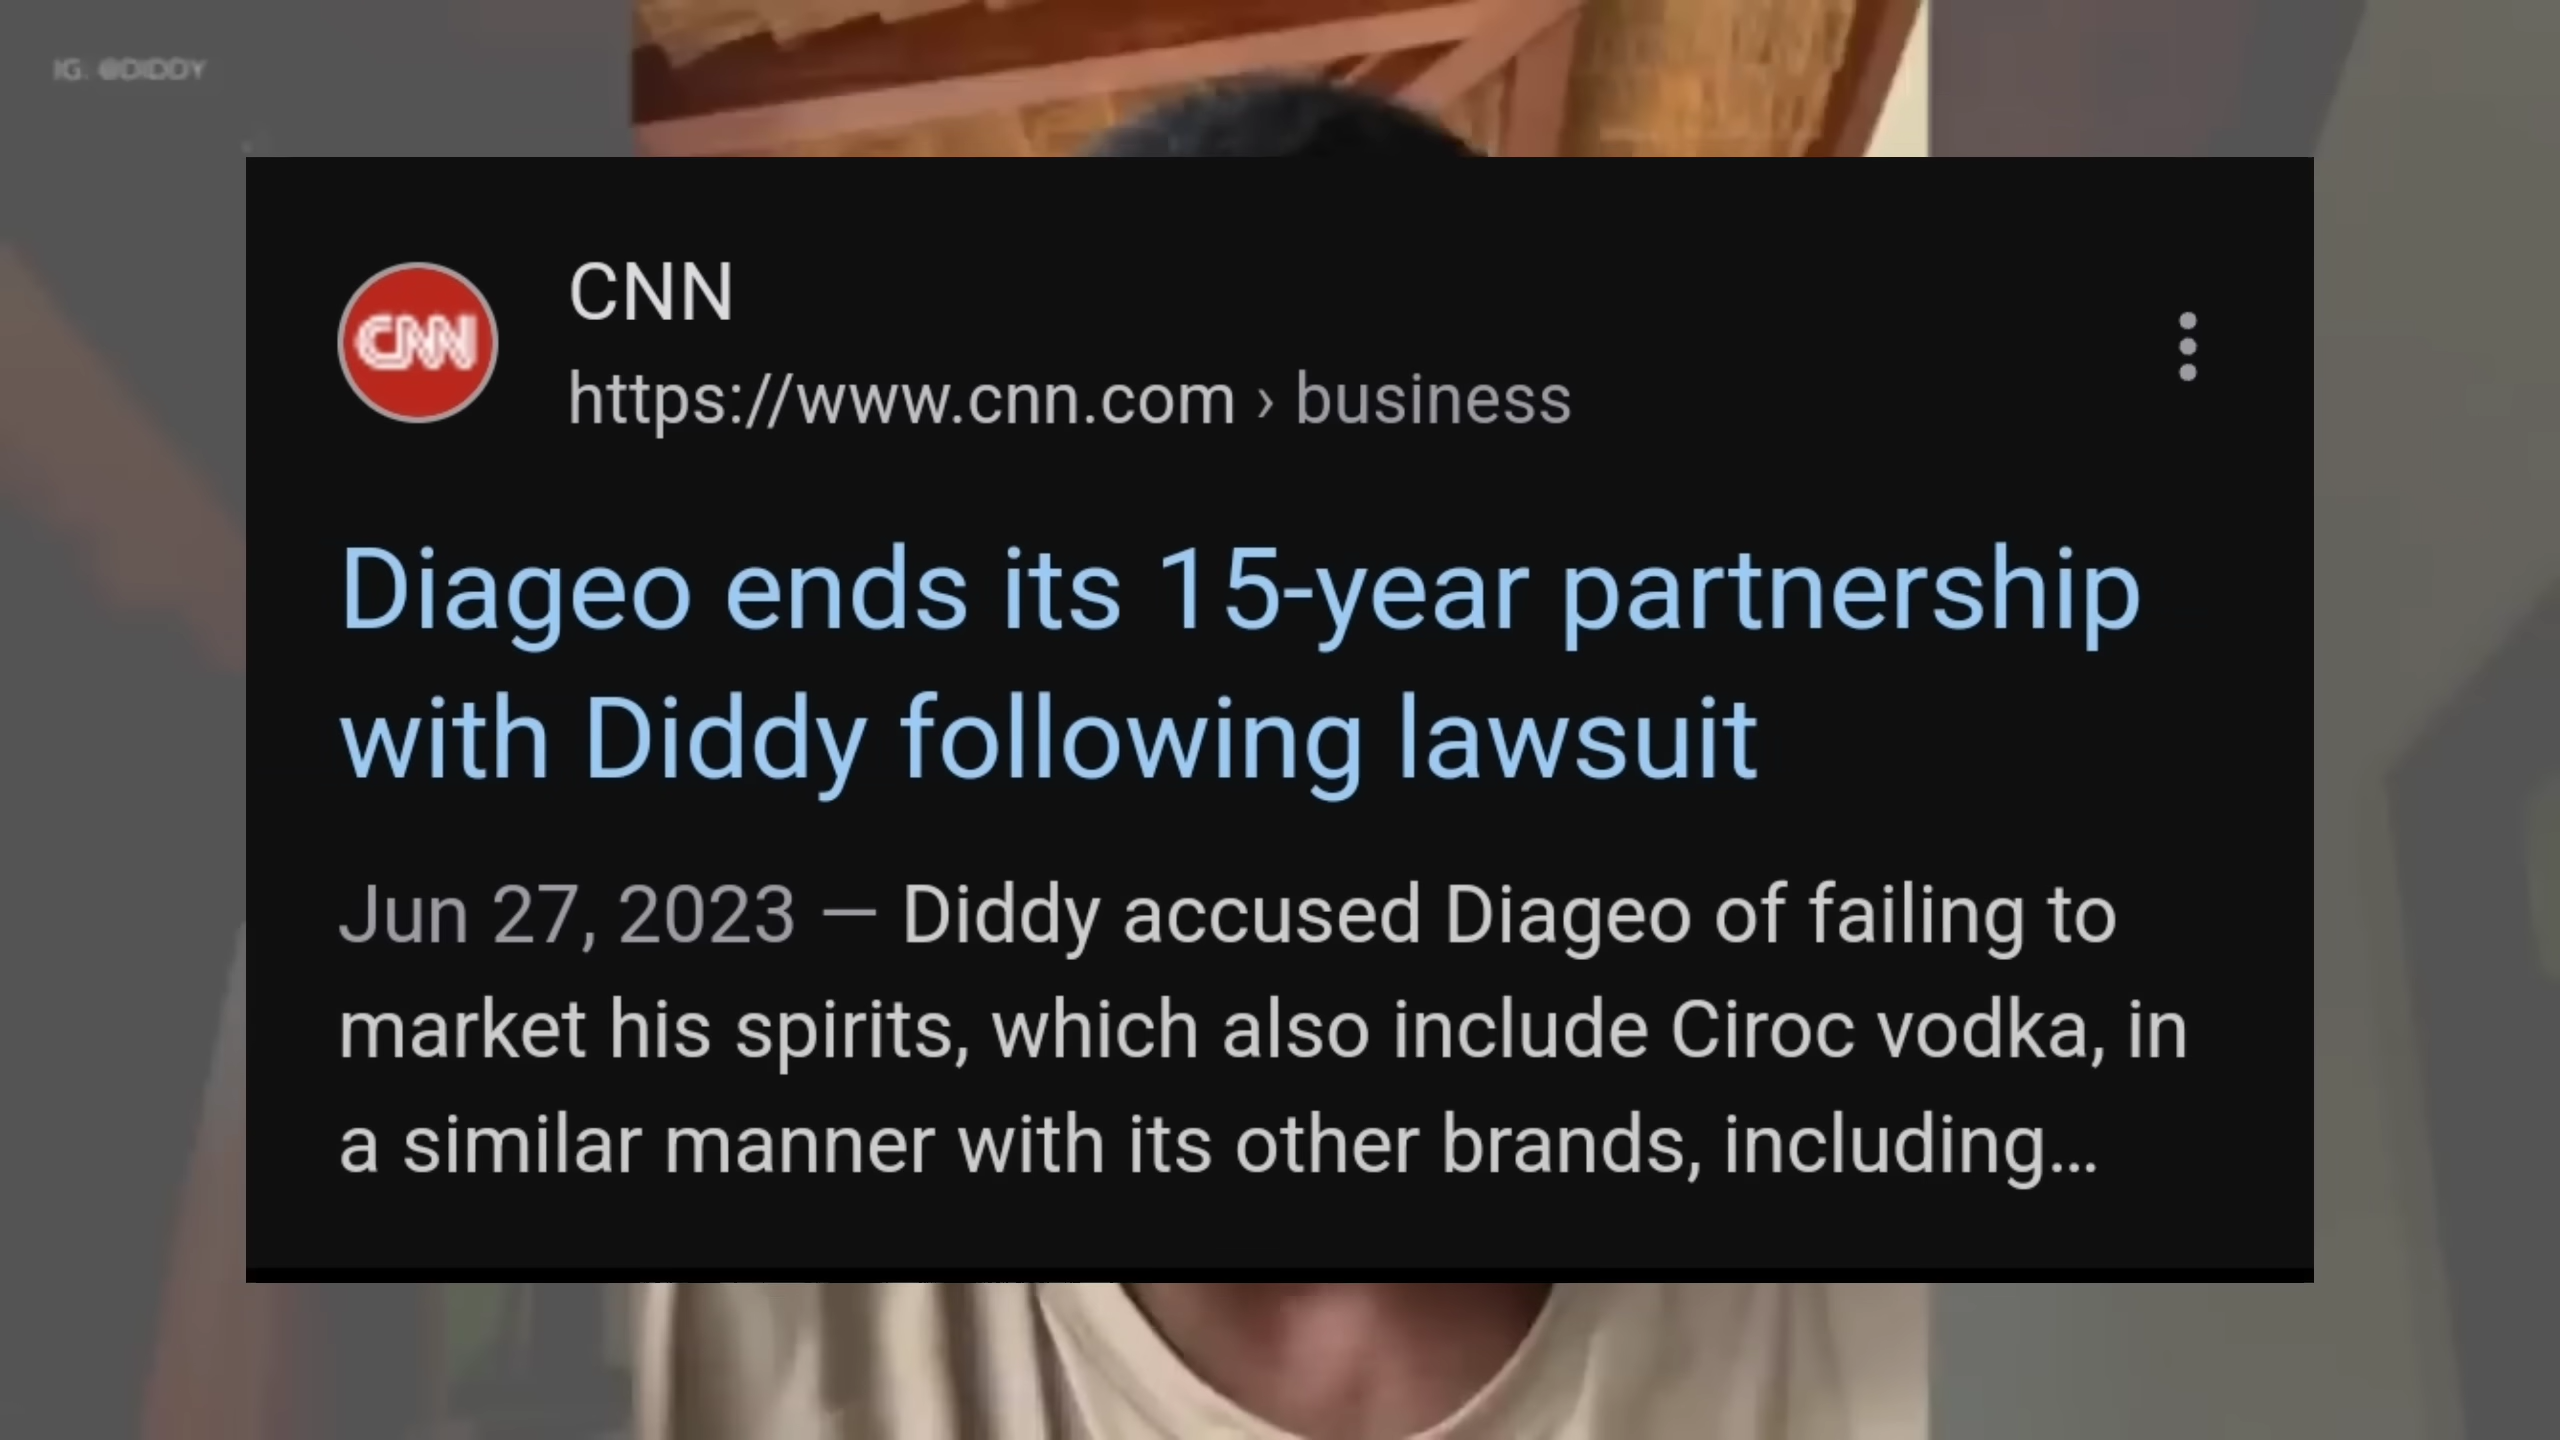 IG: @DIDDY
CNN
CNN
https://www.cnn.com › business
Diageo ends its 15-year partnership
with Diddy following lawsuit
Jun 27, 2023 — Diddy accused Diageo of failing to
market his spirits, which also include Ciroc vodka, in
a similar manner with its other brands, including...